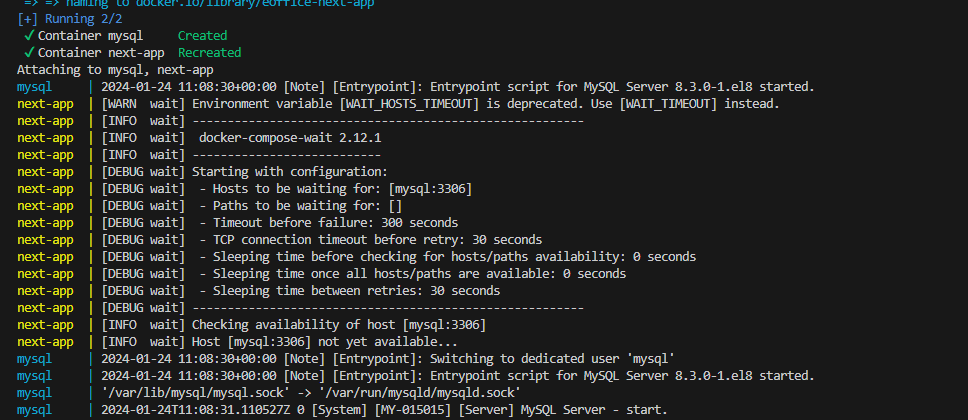 => => naming to docker.io/library/eoffice-next-app
[+] Running 2/2
✓ Container mysql     Created
✓ Container next-app  Recreated
Attaching to mysql, next-app
mysql     | 2024-01-24 11:08:30+00:00 [Note] [Entrypoint]: Entrypoint script for MySQL Server 8.3.0-1.el8 started.
next-app  | [WARN  wait] Environment variable [WAIT_HOSTS_TIMEOUT] is deprecated. Use [WAIT_TIMEOUT] instead.
next-app  | [INFO  wait] --------------------------------------------------------
next-app  | [INFO  wait]  docker-compose-wait 2.12.1
next-app  | [INFO  wait] ---------------------------
next-app  | [DEBUG wait] Starting with configuration:
next-app  | [DEBUG wait]  - Hosts to be waiting for: [mysql:3306]
next-app  | [DEBUG wait]  - Paths to be waiting for: []
next-app  | [DEBUG wait]  - Timeout before failure: 300 seconds
next-app  | [DEBUG wait]  - TCP connection timeout before retry: 30 seconds
next-app  | [DEBUG wait]  - Sleeping time before checking for hosts/paths availability: 0 seconds
next-app  | [DEBUG wait]  - Sleeping time once all hosts/paths are available: 0 seconds
next-app  | [DEBUG wait]  - Sleeping time between retries: 30 seconds
next-app  | [DEBUG wait] --------------------------------------------------------
next-app  | [INFO  wait] Checking availability of host [mysql:3306]
next-app  | [INFO  wait] Host [mysql:3306] not yet available...
mysql     | 2024-01-24 11:08:30+00:00 [Note] [Entrypoint]: Switching to dedicated user 'mysql'
mysql     | 2024-01-24 11:08:30+00:00 [Note] [Entrypoint]: Entrypoint script for MySQL Server 8.3.0-1.el8 started.
mysql     | '/var/lib/mysql/mysql.sock' -> '/var/run/mysqld/mysqld.sock'
mysql     | 2024-01-24T11:08:31.110527Z 0 [System] [MY-015015] [Server] MySQL Server - start.